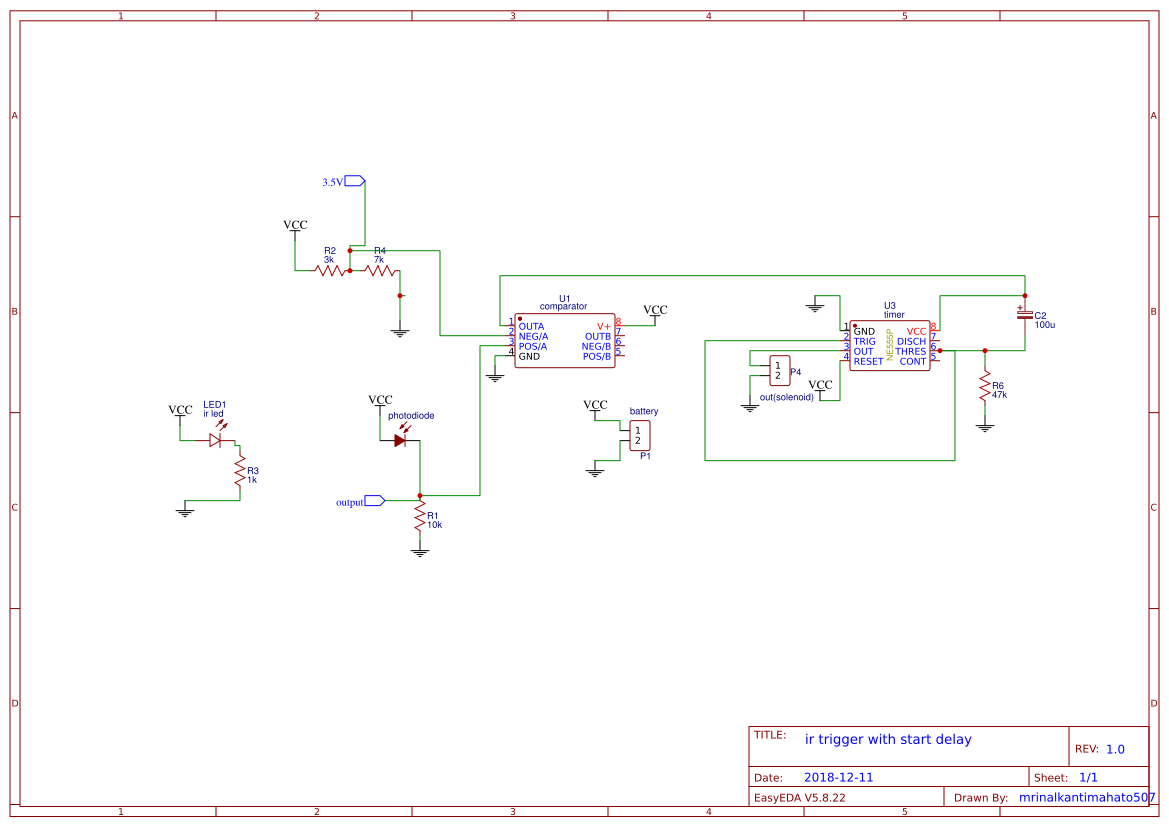 1 2 3 4 5
A A
3.5V
VCC
R2
3k
R4
7k
B B
U1
comparator
1 OUTA V+ 8
2 NEG/A OUTB 7
3 POS/A NEG/B 6
4 GND POS/B 5
VCC
U3
timer
1 GND VCC 8
2 TRIG DISCH 7
3 OUT THRES 6
4 RESET CONT 5
NE555P
+
C2
100u
1
2
P4
out(solenoid)
VCC
R6
47k
VCC
LED1
ir led
R3
1k
VCC
photodiode
VCC
battery
1
2
P1
output
R1
10k
C C
D D
TITLE: ir trigger with start delay
REV: 1.0
Date: 2018-12-11
Sheet: 1/1
EasyEDA V5.8.22
Drawn By: mrinalkantimahato507
1 2 3 4 5